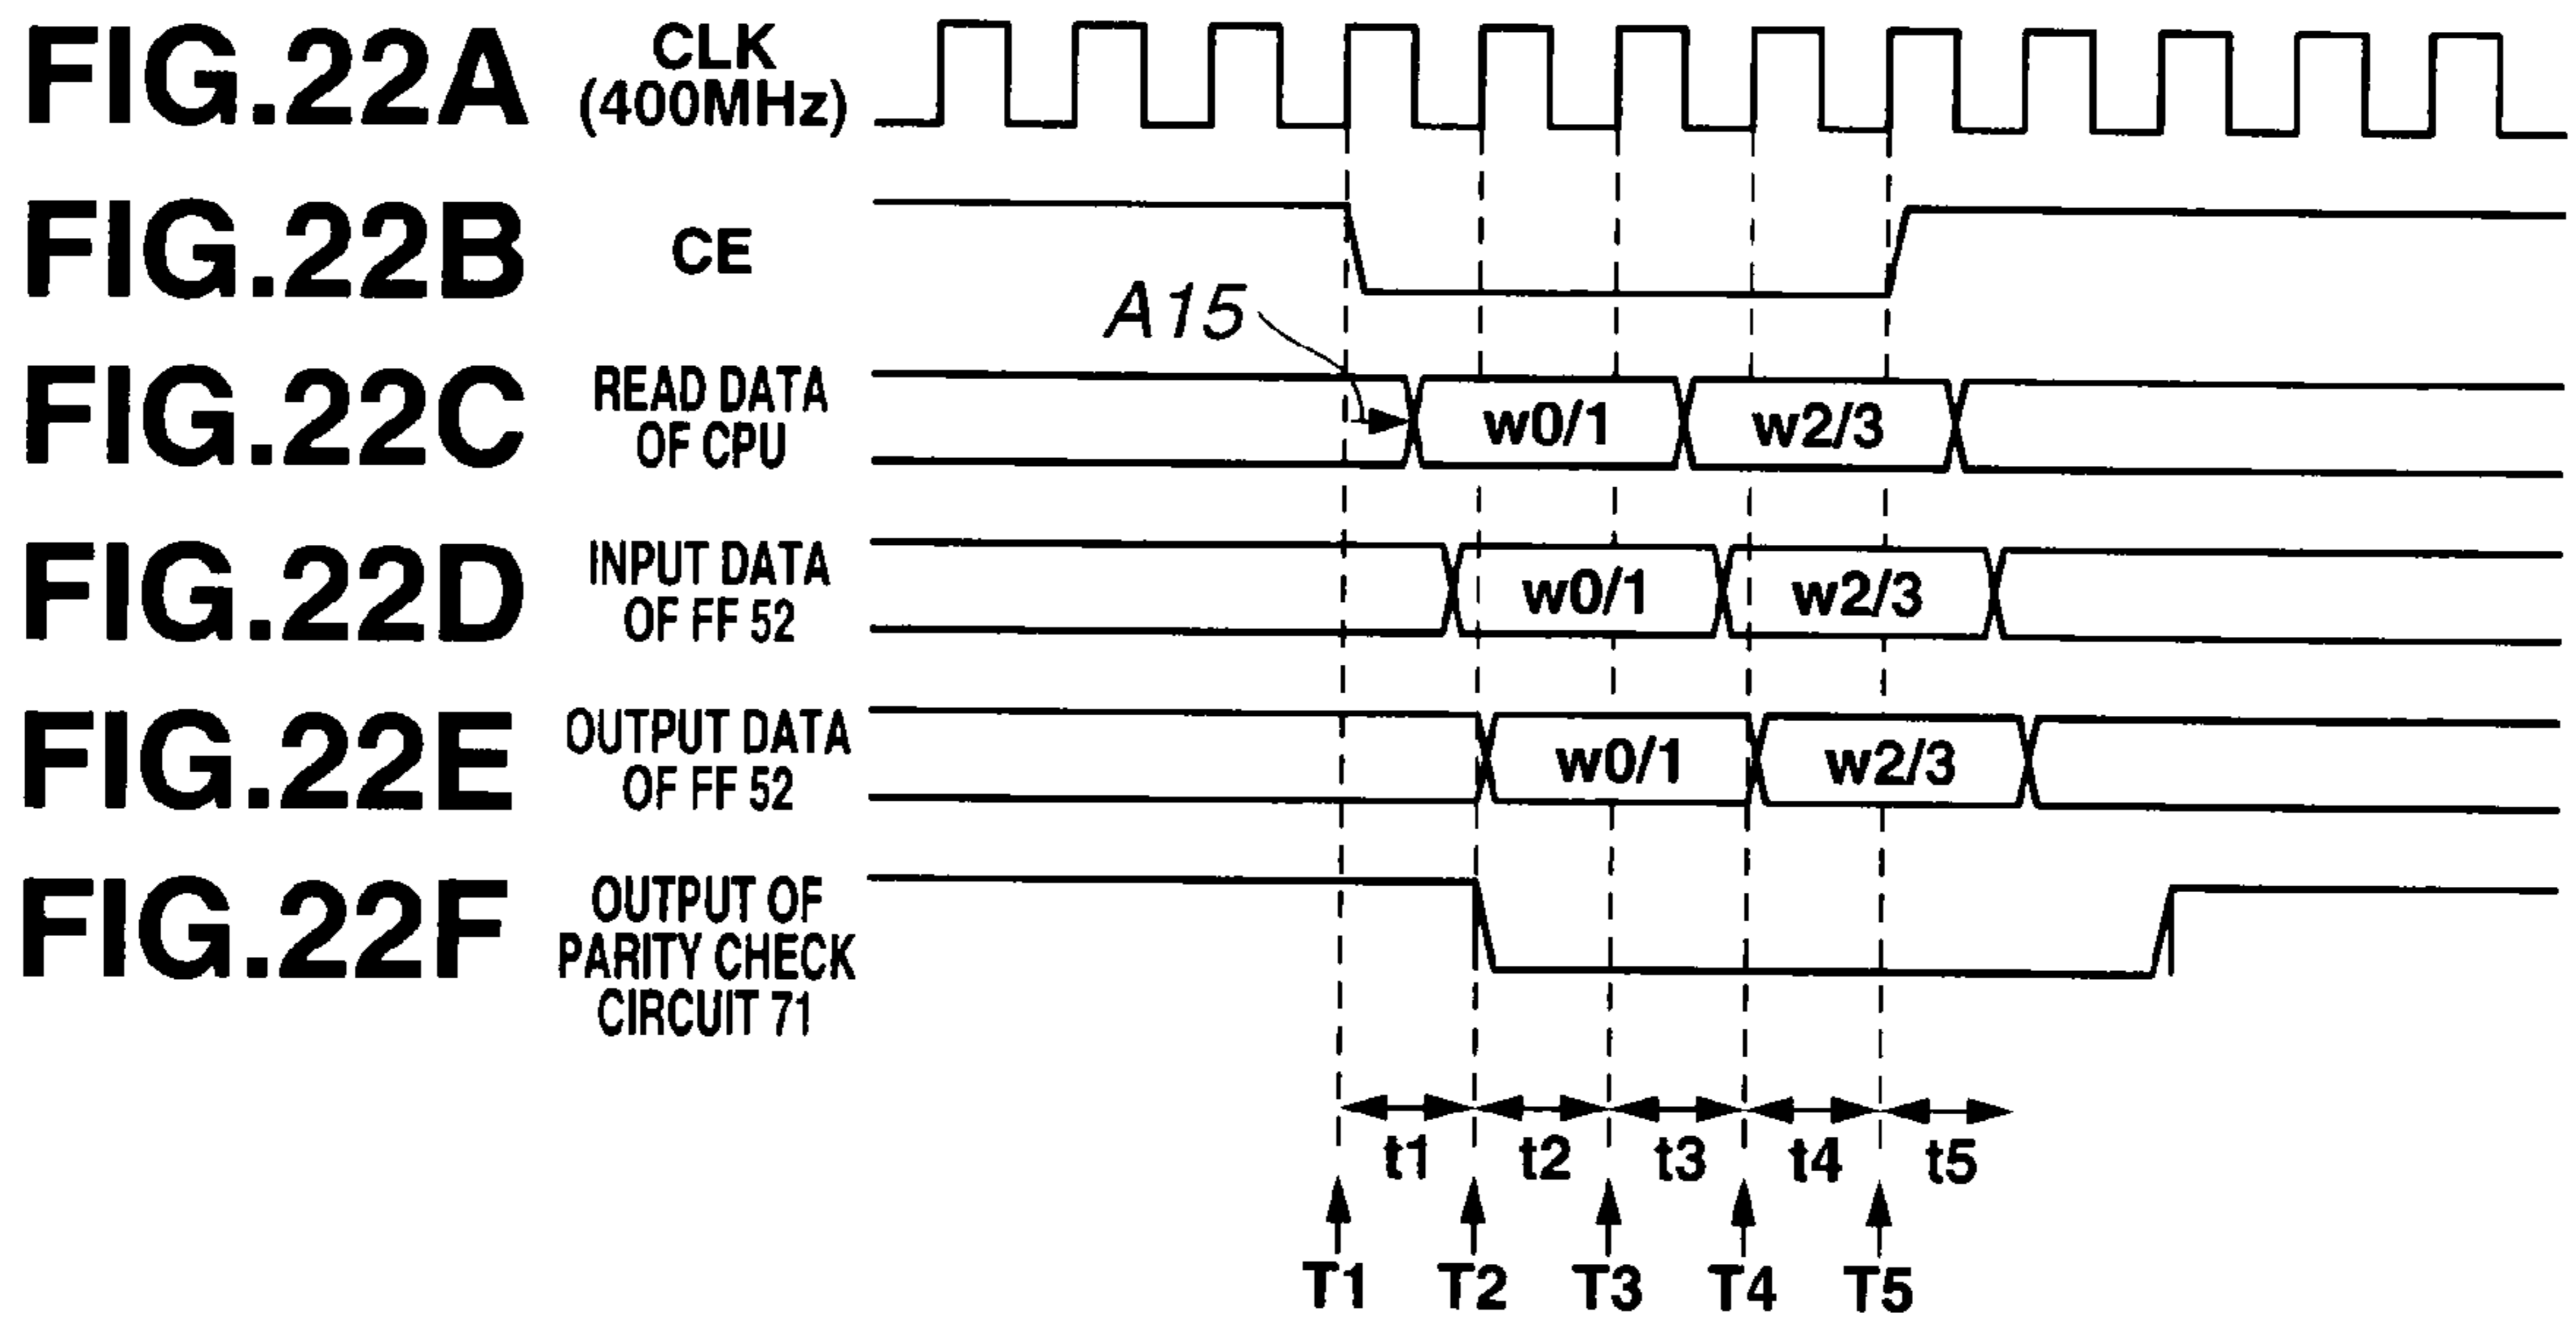 FIG.22A
CLK
(400MHz)
FIG.22B
CE
A15
FIG.22C
READ DATA
OF CPU
w0/1
w2/3
FIG.22D
INPUT DATA
OF FF 52
w0/1
w2/3
FIG.22E
OUTPUT DATA
OF FF 52
w0/1
w2/3
FIG.22F
OUTPUT OF
PARITY CHECK
CIRCUIT 71
t1
t2
t3
t4
t5
T1
T2
T3
T4
T5